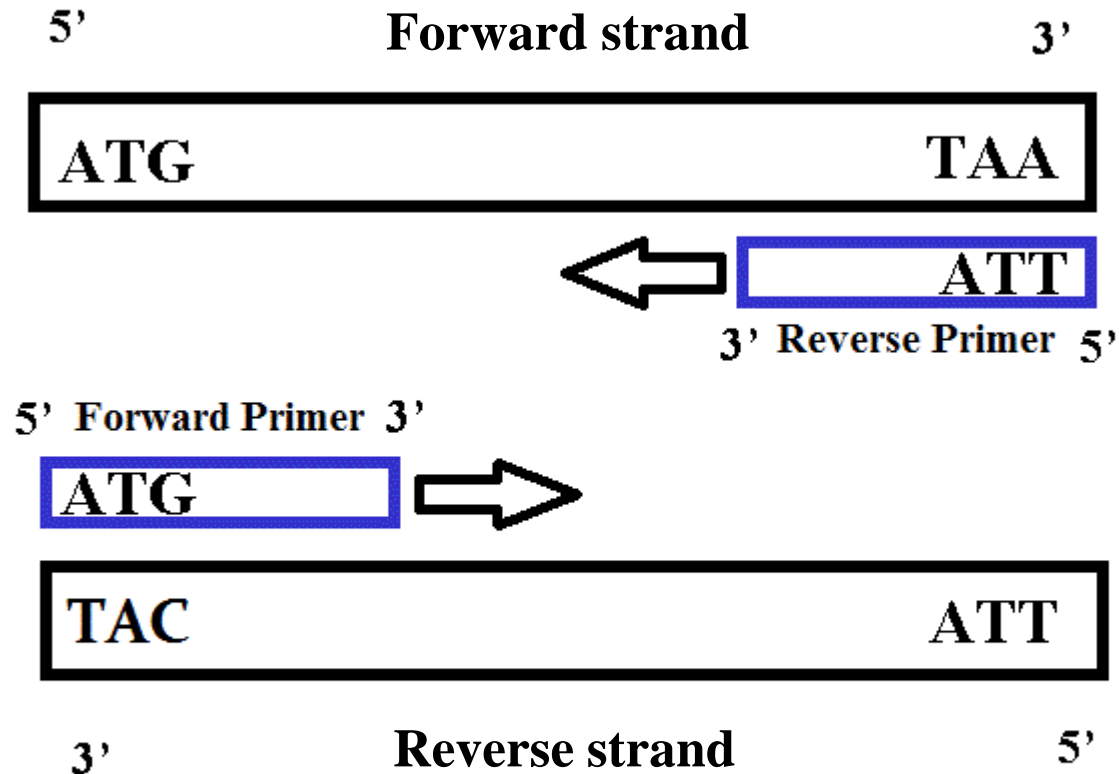 5’ Forward strand 3’
ATG TAA
ATT
3’ Reverse Primer 5’
5’ Forward Primer 3’
ATG
TAC ATT
3’ Reverse strand 5’